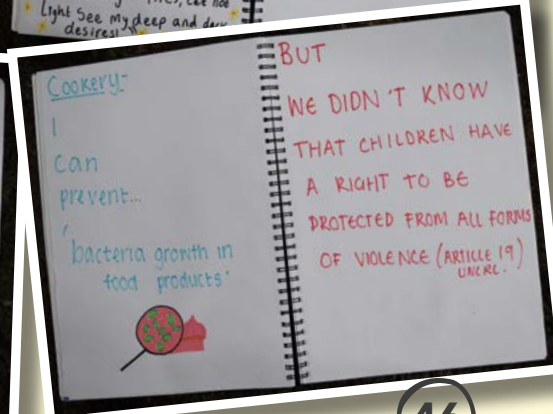 light see my deep and dark
desires!
Cookery-
I
Can
prevent...
'bacteria growth in
food products'
BUT
WE DIDN'T KNOW
THAT CHILDREN HAVE
A RIGHT TO BE
PROTECTED FROM ALL FORMS
OF VIOLENCE (ARTICLE 19)
UNCRC.
46